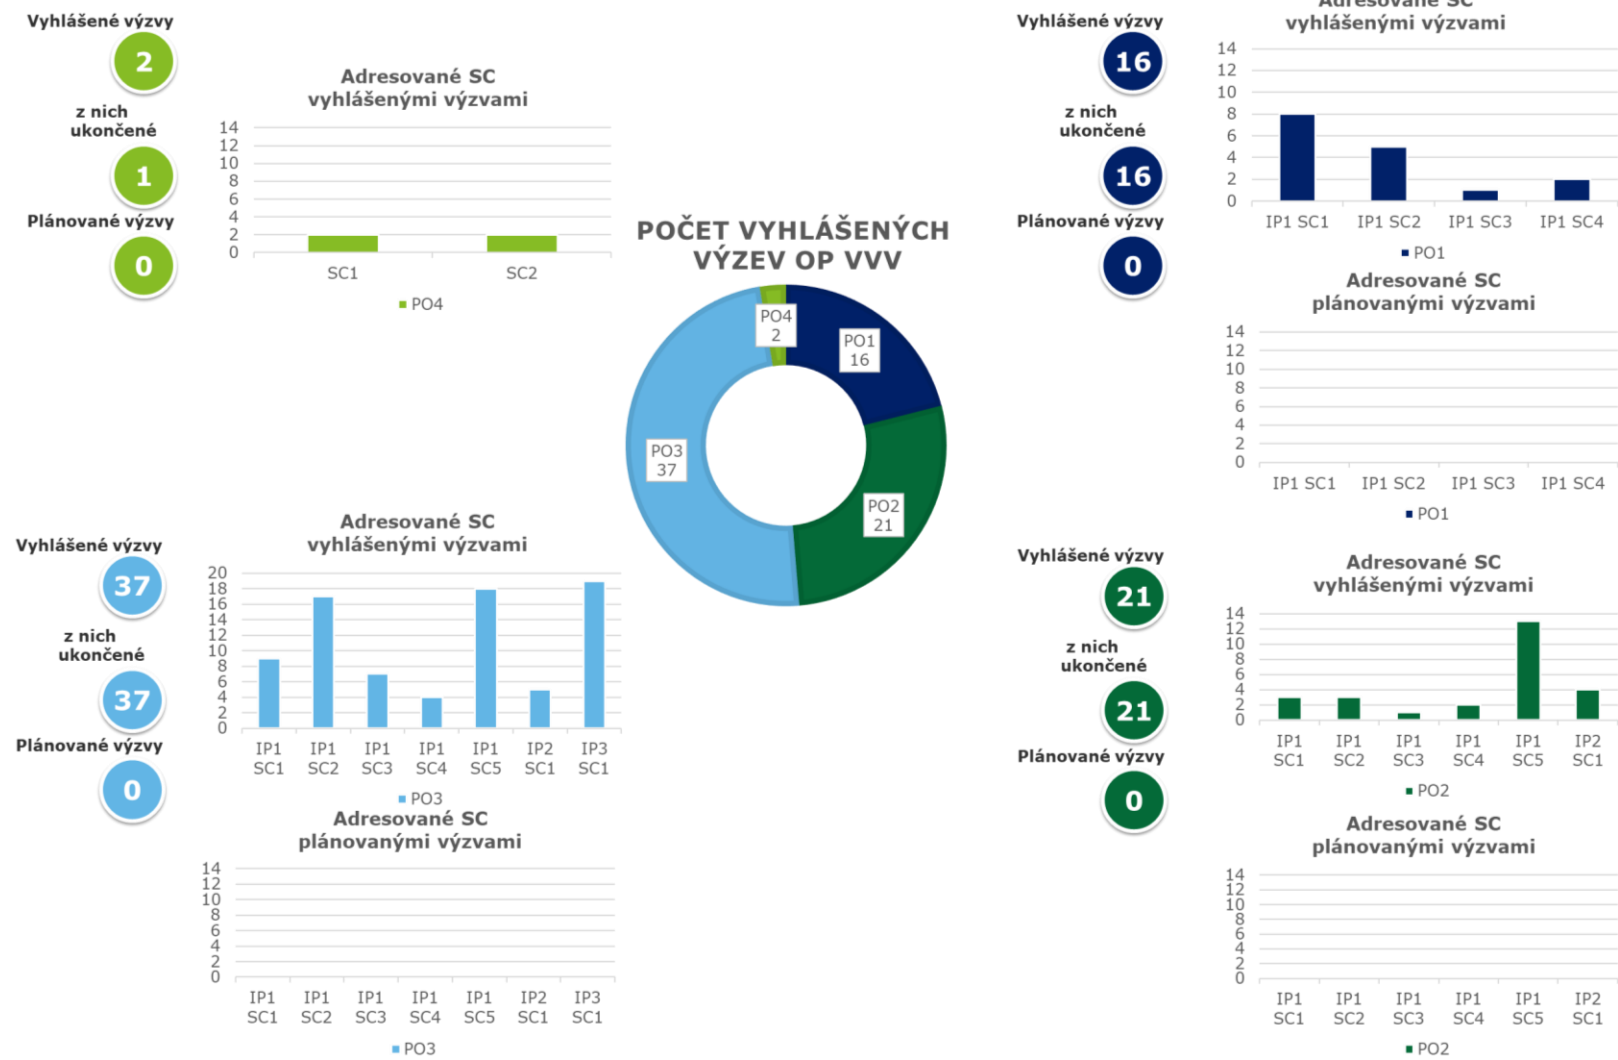 Vyhlášené výzvy
2
z nich
ukončené
1
Plánované výzvy
0
Adresované SC
vyhlášenými výzvami
14
12
10
8
6
4
2
0
SC1 SC2
PO4
POČET VYHLÁŠENÝCH
VÝZEV OP VVV
PO4
2
PO1
16
PO3
37
PO2
21
Vyhlášené výzvy
16
z nich
ukončené
16
Plánované výzvy
0
Adresované SC
vyhlášenými výzvami
14
12
10
8
6
4
2
0
IP1 SC1 IP1 SC2 IP1 SC3 IP1 SC4
PO1
Adresované SC
plánovanými výzvami
14
12
10
8
6
4
2
0
IP1 SC1 IP1 SC2 IP1 SC3 IP1 SC4
PO1
Vyhlášené výzvy
37
z nich
ukončené
37
Plánované výzvy
0
Adresované SC
vyhlášenými výzvami
20
18
16
14
12
10
8
6
4
2
0
IP1 IP1 IP1 IP1 IP1 IP2 IP3
SC1 SC2 SC3 SC4 SC5 SC1 SC1
PO3
Adresované SC
plánovanými výzvami
14
12
10
8
6
4
2
0
IP1 IP1 IP1 IP1 IP1 IP2 IP3
SC1 SC2 SC3 SC4 SC5 SC1 SC1
PO3
Vyhlášené výzvy
21
z nich
ukončené
21
Plánované výzvy
0
Adresované SC
vyhlášenými výzvami
14
12
10
8
6
4
2
0
IP1 IP1 IP1 IP1 IP1 IP2
SC1 SC2 SC3 SC4 SC5 SC1
PO2
Adresované SC
plánovanými výzvami
14
12
10
8
6
4
2
0
IP1 IP1 IP1 IP1 IP1 IP2
SC1 SC2 SC3 SC4 SC5 SC1
PO2